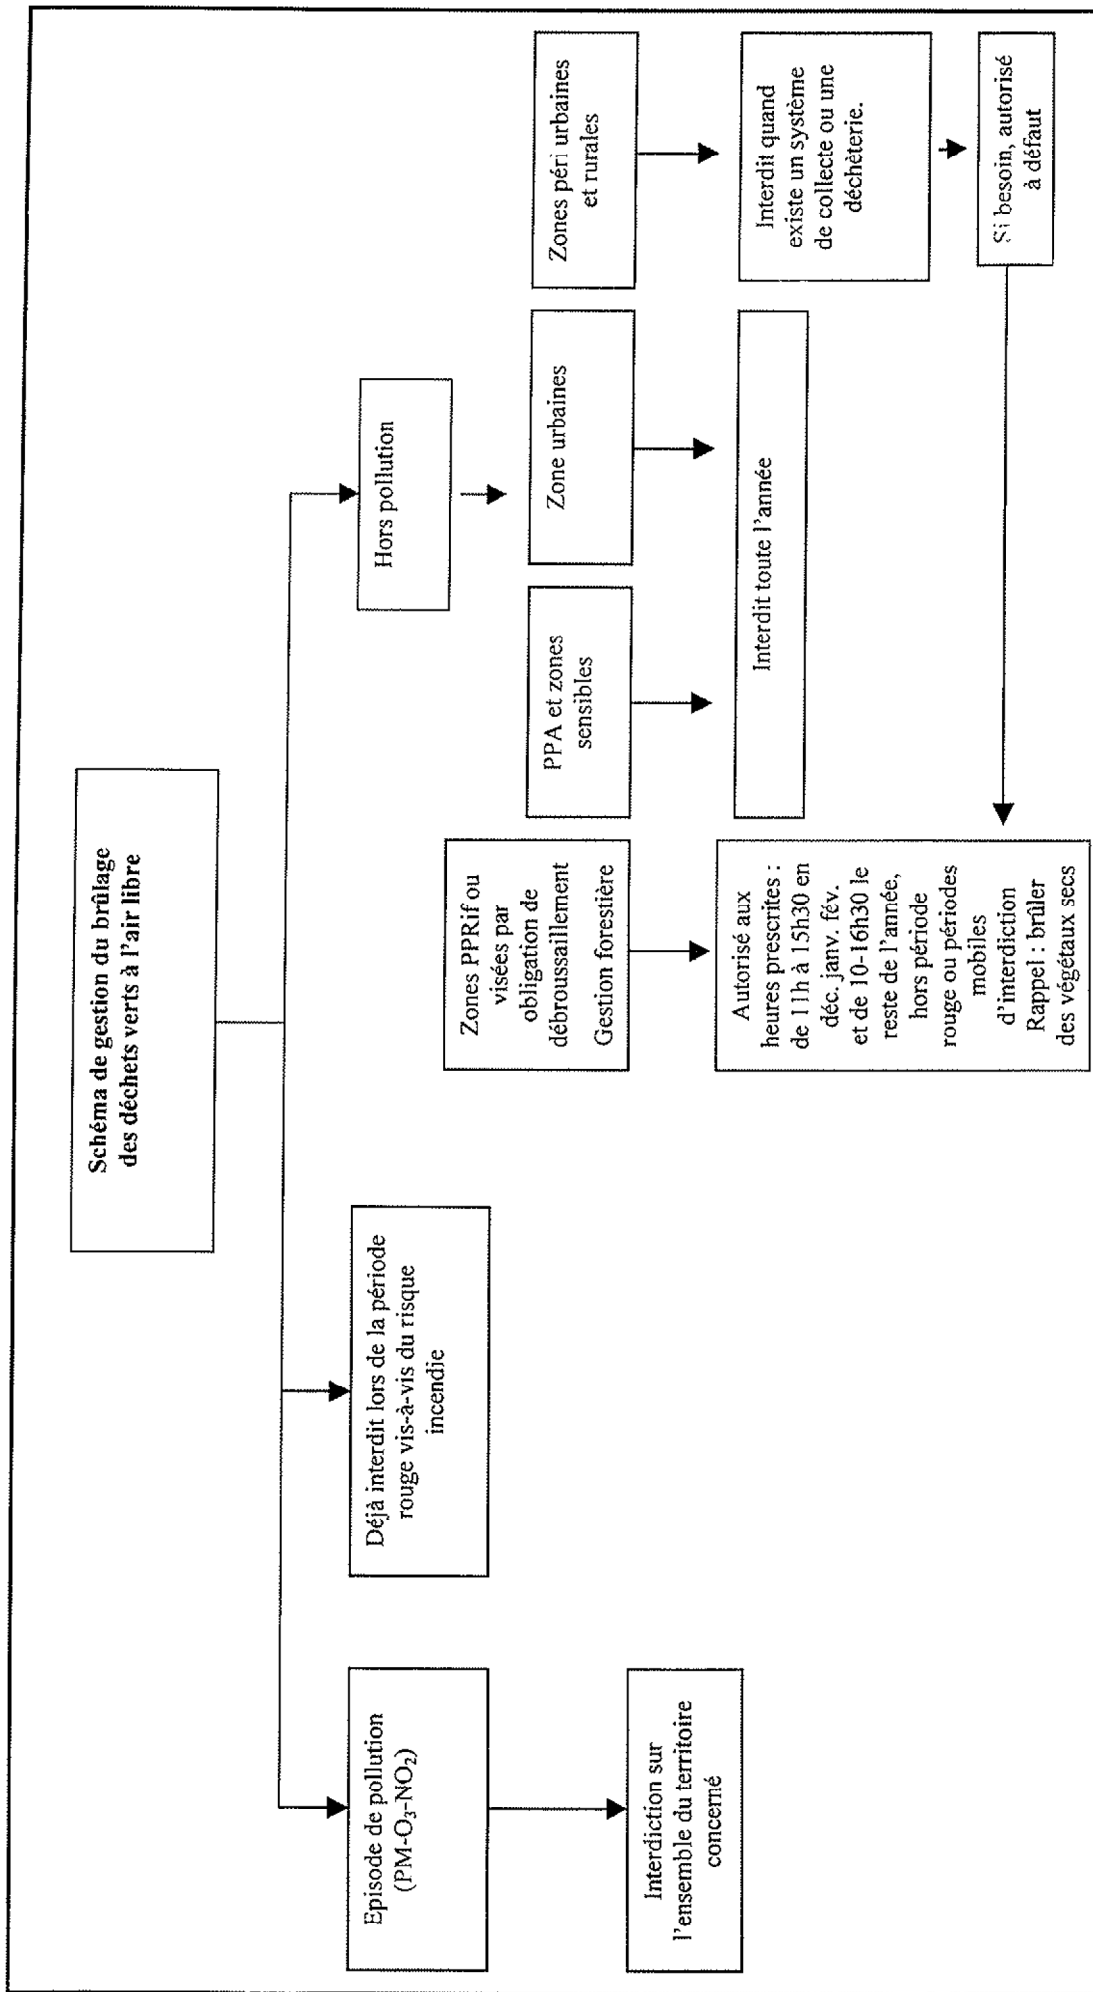 Schéma de gestion du brûlage
des déchets verts à l'air libre
Episode de pollution
(PM-O₃-NO₂)
Déjà interdit lors de la période
rouge vis-à-vis du risque
incendie
Hors pollution
Interdiction sur
l'ensemble du territoire
concerné
Zones PPRif ou
visées par
obligation de
débroussaillement
Gestion forestière
PPA et zones
sensibles
Zone urbaines
Zones péri urbaines
et rurales
Autorisé aux
heures prescrites :
de 11h à 15h30 en
déc. janv. fév.
et de 10-16h30 le
reste de l'année,
hors période
rouge ou périodes
mobiles
d'interdiction
Rappel : brûler
des végétaux secs
Interdit toute l'année
Interdit quand
existe un système
de collecte ou une
déchèterie.
Si besoin, autorisé
à défaut